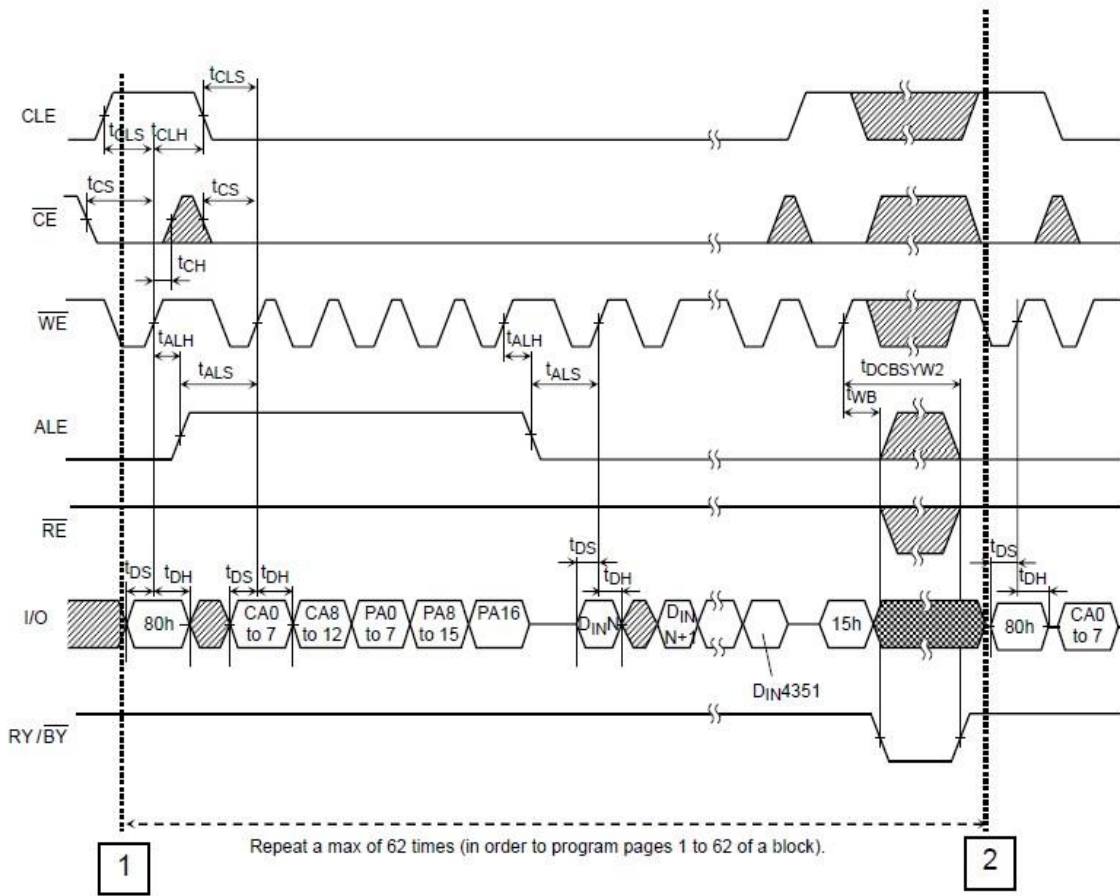 tCLS
CLE
tCLS tCLH
tCS tCS
CE
tCH
WE
tALH tALH
tALS tALS
tDCBSYW2
tWB
ALE
RE
tDS tDH tDS tDH tDS tDH tDS tDH
I/O
80h
CA0 to 7
CA8 to 12
PA0 to 7
PA8 to 15
PA16
DINN
DIN N+1
15h
80h
CA0 to 7
DIN4351
RY/BY
Repeat a max of 62 times (in order to program pages 1 to 62 of a block).
1
2